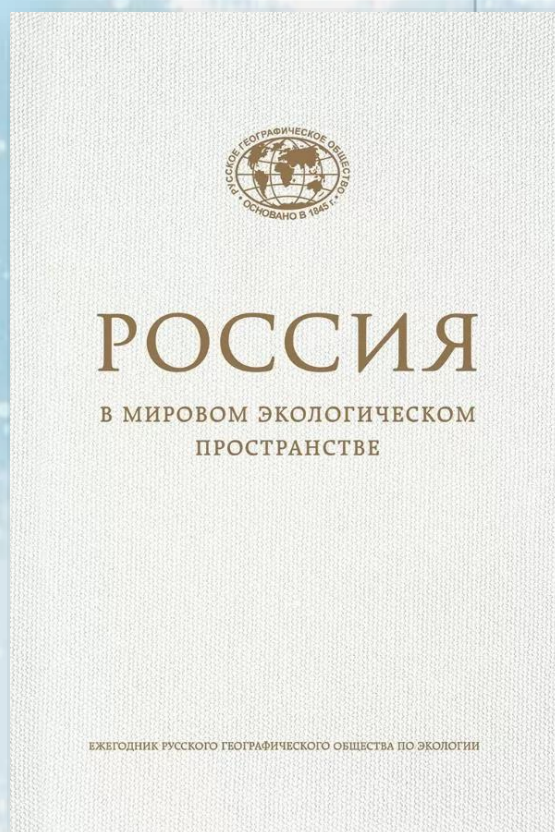 РУССКОЕ ГЕОГРАФИЧЕСКОЕ ОБЩЕСТВО
ОСНОВАНО В 1845 г.
РОССИЯ
В МИРОВОМ ЭКОЛОГИЧЕСКОМ
ПРОСТРАНСТВЕ
ЕЖЕГОДНИК РУССКОГО ГЕОГРАФИЧЕСКОГО ОБЩЕСТВА ПО ЭКОЛОГИИ